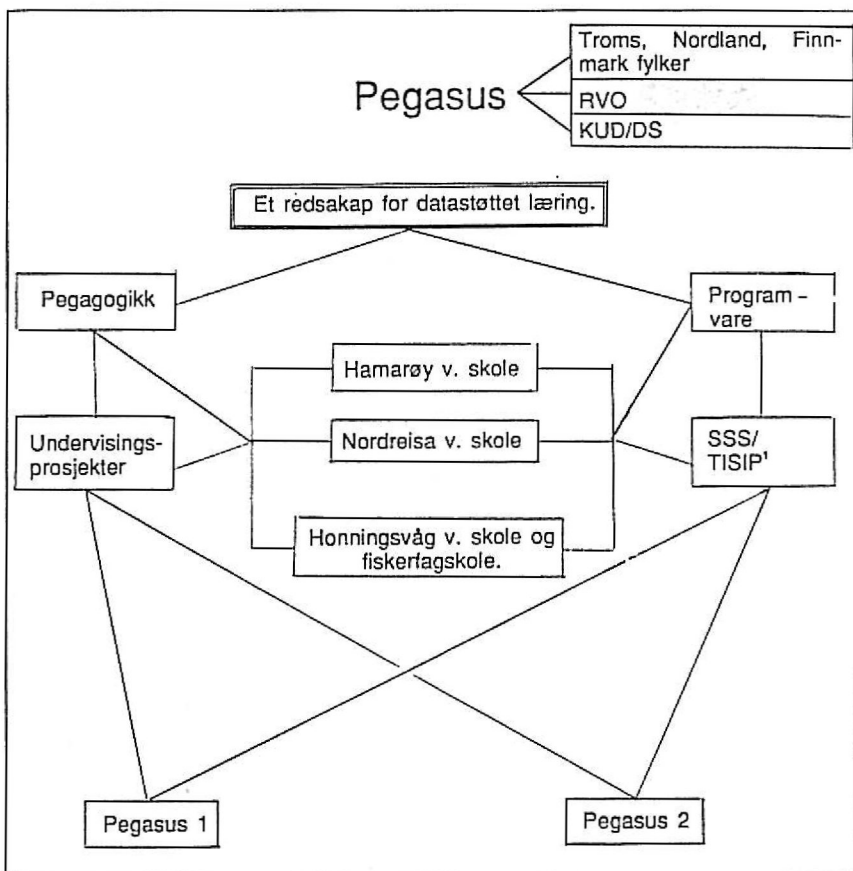 Troms, Nordland, Finn-
mark fylker
Pegasus
RVO
KUD/DS
Et redsakap for datastøttet læring.
Pegagogikk
Program-
vare
Hamarøy v. skole
Undervisings-
prosjekter
Nordreisa v. skole
SSS/
TISIP¹
Honningsvåg v. skole og
fiskerfagskole.
Pegasus 1
Pegasus 2